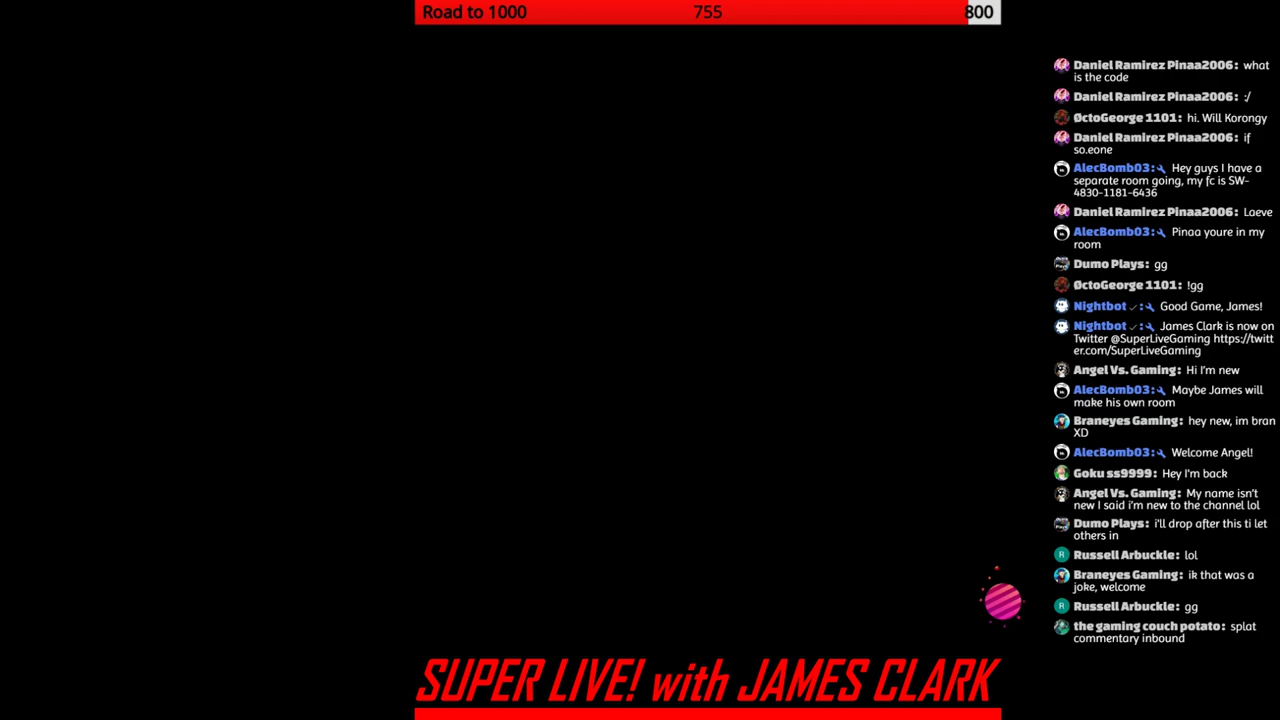 Road to 1000 755 800
Daniel Ramirez Pinaa2006: what
is the code
Daniel Ramirez Pinaa2006: :/
ØctoGeorge 1101: hi. Will Korongy
Daniel Ramirez Pinaa2006: if
so.eone
AlecBomb03: Hey guys I have a
separate room going, my fc is SW-
4830-1181-6436
Daniel Ramirez Pinaa2006: Laeve
AlecBomb03: Pinaa youre in my
room
Dumo Plays: gg
ØctoGeorge 1101: !gg
Nightbot ✓: Good Game, James!
Nightbot ✓: James Clark is now on
Twitter @SuperLiveGaming https://twitt
er.com/SuperLiveGaming
Angel Vs. Gaming: Hi I'm new
AlecBomb03: Maybe James will
make his own room
Braneyes Gaming: hey new, im bran
XD
AlecBomb03: Welcome Angel!
Goku ss9999: Hey I'm back
Angel Vs. Gaming: My name isn't
new I said i'm new to the channel lol
Dumo Plays: i'll drop after this ti let
others in
R Russell Arbuckle: lol
Braneyes Gaming: ik that was a
joke, welcome
R Russell Arbuckle: gg
the gaming couch potato: splat
commentary inbound
SUPER LIVE! with JAMES CLARK